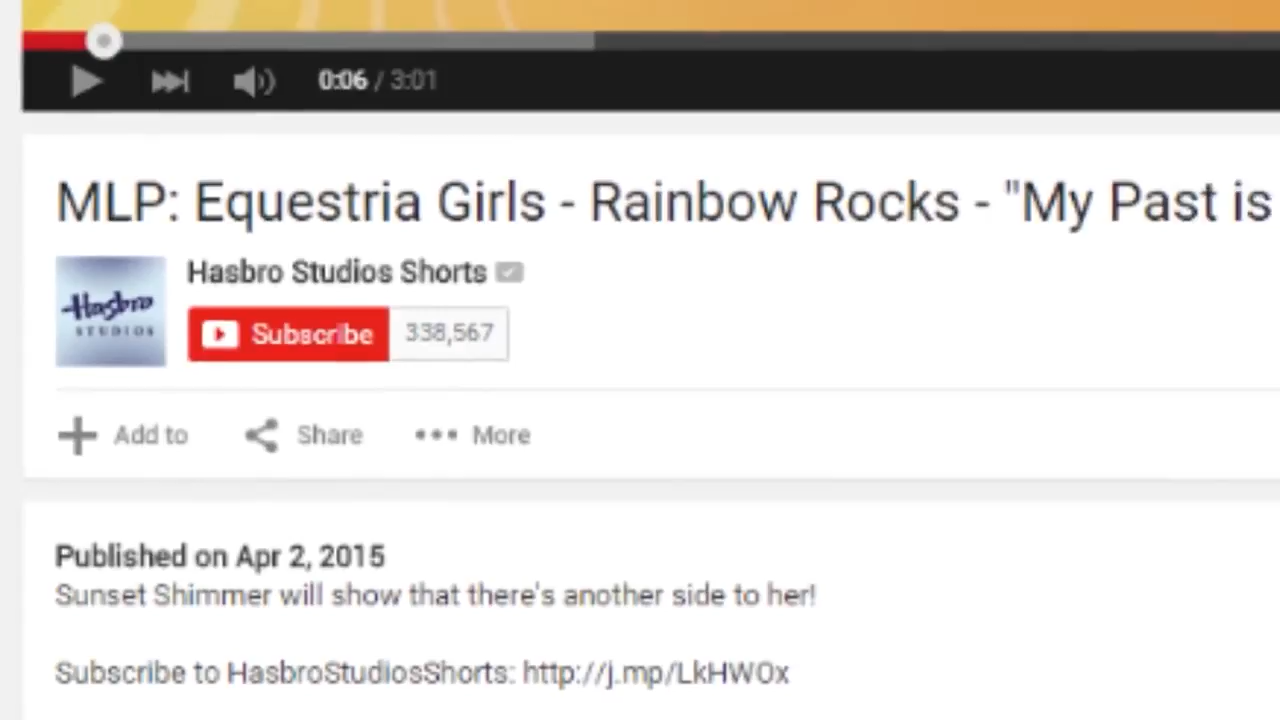 0:06 / 3:01
MLP: Equestria Girls - Rainbow Rocks - "My Past is
Hasbro Studios Shorts
Hasbro
STUDIOS
Subscribe 338,567
Add to Share More
Published on Apr 2, 2015
Sunset Shimmer will show that there's another side to her!
Subscribe to HasbroStudiosShorts: http://j.mp/LkHWOx